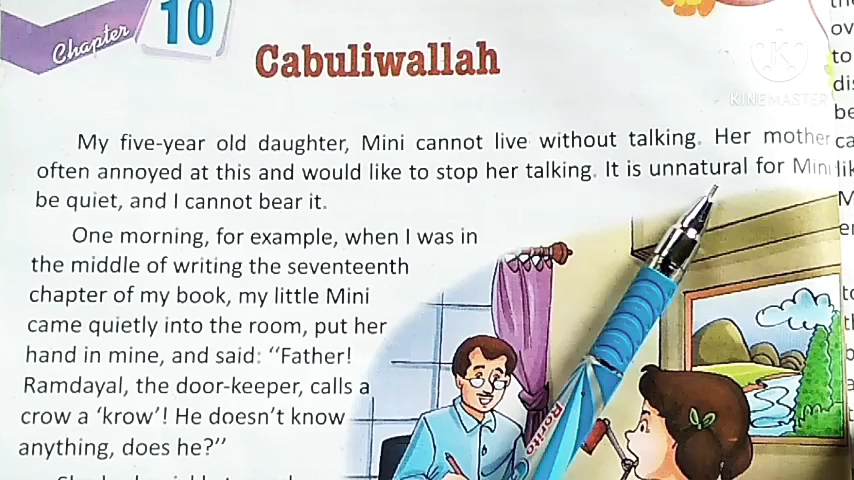 Chapter
10
Cabuliwallah
KINEMASTER
My five-year old daughter, Mini cannot live without talking. Her mother
often annoyed at this and would like to stop her talking. It is unnatural for Mini
be quiet, and I cannot bear it.
One morning, for example, when I was in
the middle of writing the seventeenth
chapter of my book, my little Mini
came quietly into the room, put her
hand in mine, and said: “Father!
Ramdayal, the door-keeper, calls a
crow a ‘krow’! He doesn’t know
anything, does he?”
Rorito